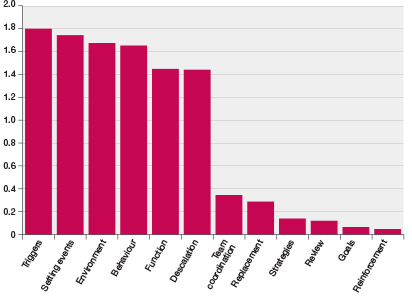 2.0
1.8
1.6
1.4
1.2
1.0
0.8
0.6
0.4
0.2
0
Triggers
Setting events
Environment
Behaviour
Function
Descalation
Team
coordination
Replacement
Strategies
Review
Goals
Reinforcement